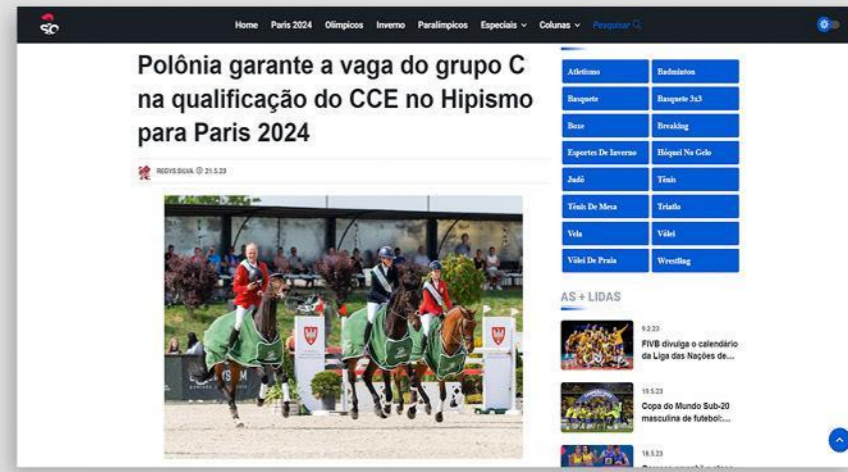 Home Paris 2024 Olímpicos Inverno Paralímpicos Especiais Colunas Pesquisar
Polônia garante a vaga do grupo C
na qualificação do CCE no Hipismo
para Paris 2024
REGYS SILVA 21.5.23
Atletismo Badminton
Basquete Basquete 3x3
Boxe Breaking
Esportes De Inverno Hóquei No Gelo
Judô Tênis
Tênis De Mesa Triatlo
Vela Vôlei
Vôlei De Praia Wrestling
AS + LIDAS
9.2.23
FIVB divulga o calendário
da Liga das Nações de...
19.5.23
Copa do Mundo Sub-20
masculina de futebol:...
18.5.23